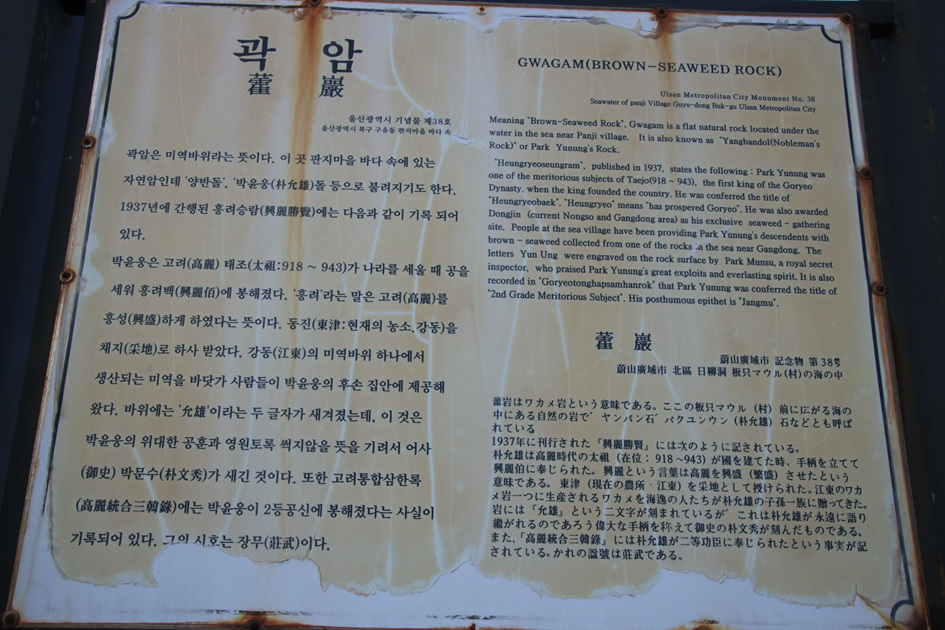 곽 암
藿 巖
울산광역시 기념물 제38호
울산광역시 북구 구유동 판지마을 바다 속
곽암은 미역바위라는 뜻이다. 이 곳 판지마을 바다 속에 있는
자연암인데 '양반돌', '박윤웅(朴允雄)돌 등으로 불려지기도 한다.
1937년에 간행된 흥려승람(興麗勝覽)에는 다음과 같이 기록 되어
있다.
박윤웅은 고려(高麗) 태조(太祖:918 ~ 943)가 나라를 세울 때 공을
세워 흥려백(興麗伯)에 봉해졌다. '흥려'라는 말은 고려(高麗)를
흥성(興盛)하게 하였다는 뜻이다. 동진(東津:현재의 농소.강동)을
채지(采地)로 하사 받았다. 강동(江東)의 미역바위 하나에서
생산되는 미역을 바닷가 사람들이 박윤웅의 후손 집안에 제공해
왔다. 바위에는 '允雄'이라는 두 글자가 새겨졌는데, 이 것은
박윤웅의 위대한 공훈과 영원토록 썩지않을 뜻을 기려서 어사
(御史) 박문수(朴文秀)가 새긴 것이다. 또한 고려통합삼한록
(高麗統合三韓錄)에는 박윤웅이 2등공신에 봉해졌다는 사실이
기록되어 있다. 그의 시호는 장무(莊武)이다.
GWAGAM(BROWN-SEAWEED ROCK)
Ulsan Metropolitan City Monument No. 38
Seawater of panji Village Guyu-dong Buk-gu Ulsan Metropolitan City
Meaning "Brown-Seaweed Rock", Gwagam is a flat natural rock located under the
water in the sea near Panji village. It is also known as "Yangbandol(Nobleman's
Rock)" or Park Yunung's Rock.
"Heungryeoseungram", published in 1937, states the following : Park Yunung was
one of the meritorious subjects of Taejo(918 ~ 943), the first king of the Goryeo
Dynasty, when the king founded the country. He was conferred the title of
"Heungryeobaek". "Heungryeo" means "has prospered Goryeo". He was also awarded
Dongjin (current Nongso and Gangdong area) as his exclusive seaweed - gathering
site. People at the sea village have been providing Park Yunung's descendents with
brown - seaweed collected from one of the rocks in the sea near Gangdong. The
letters Yun Ung were engraved on the rock surface by Park Munsu, a royal secret
inspector, who praised Park Yunung's great exploits and everlasting spirit. It is also
recorded in "Goryeotonghapsamhanrok" that Park Yunung was conferred the title of
"2nd Grade Meritorious Subject". His posthumous epithet is "Jangmu".
藿 巖
蔚山廣域市 記念物 第38号
蔚山廣域市 北區 日柳洞 板只マウル(村)の海の中
藿岩はワカメ岩という意味である。ここの板只マウル (村) 前に広がる海の
中にある自然の岩で゛ヤンバン石゛パクユンウン (朴允雄) 石などとも呼ば
れている
1937年に刊行された「興麗勝賢」には次のように記されている。
朴允雄は高麗時代の太祖 (在位 : 918 ~943) が國を建てた時、手柄を立てて
興麗伯に奉じられた。興麗という言葉は高麗を興盛 (繁盛) させたという
意味である。 東津 (現在の農所・江東) を采地として授けられた。江東のワカ
メ岩一つに生産されるワカメを海逸の人たちが朴允雄の子孫一族に贈ってきた。
岩には「允雄」という二文字が刻まれているが゛これは朴允雄が永遠に語り
継がれるのであろう偉大な手柄を称えて御史の朴文秀が刻んだものである。
また、「高麗統合三韓錄」には朴允雄が二等功臣に奉じられたという事実が記
されている。かれの諡號は莊武である。